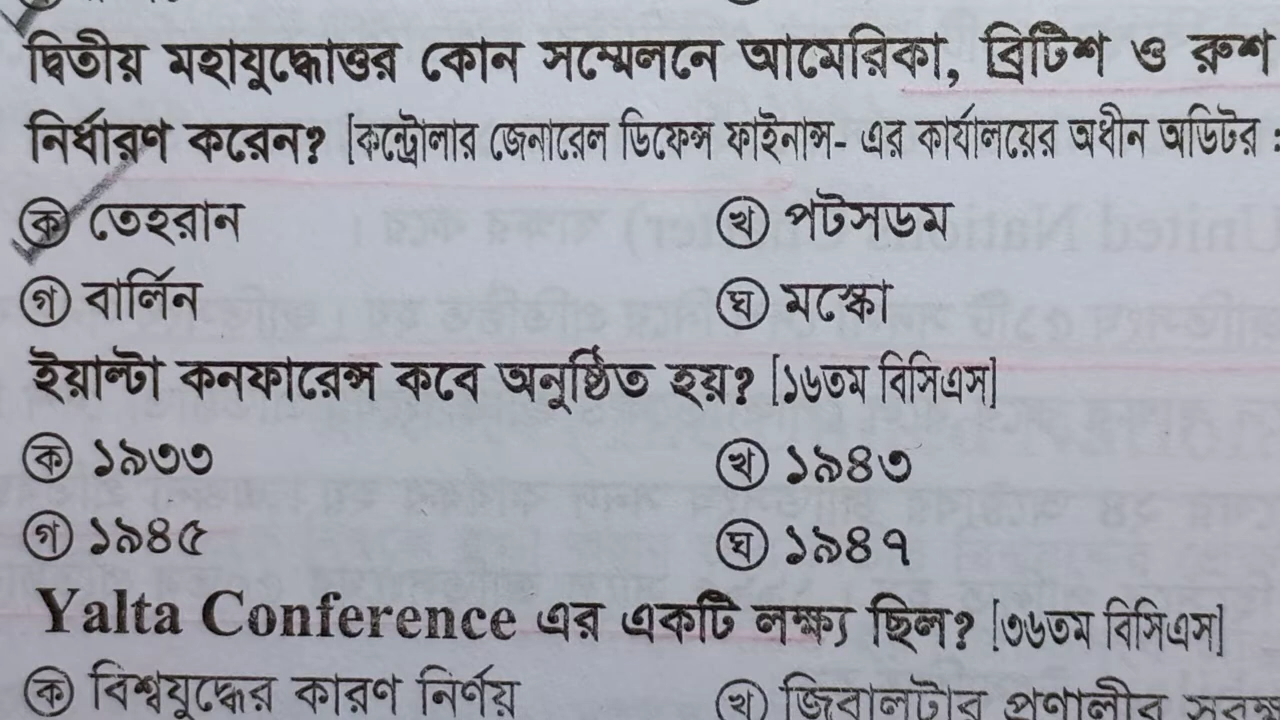 দ্বিতীয় মহাযুদ্ধোত্তর কোন সম্মেলনে আমেরিকা, ব্রিটিশ ও রুশ
নির্ধারণ করেন? [কন্ট্রোলার জেনারেল ডিফেন্স ফাইনান্স- এর কার্যালয়ের অধীন অডিটর :
ক তেহরান
খ পটসডম
গ বার্লিন
ঘ মস্কো
ইয়াল্টা কনফারেন্স কবে অনুষ্ঠিত হয়? [১৬তম বিসিএস]
ক ১৯৩৩
খ ১৯৪৩
গ ১৯৪৫
ঘ ১৯৪৭
Yalta Conference এর একটি লক্ষ্য ছিল? [৩৬তম বিসিএস]
ক বিশ্বযুদ্ধের কারণ নির্ণয়
খ জিবালটার প্রণালীর